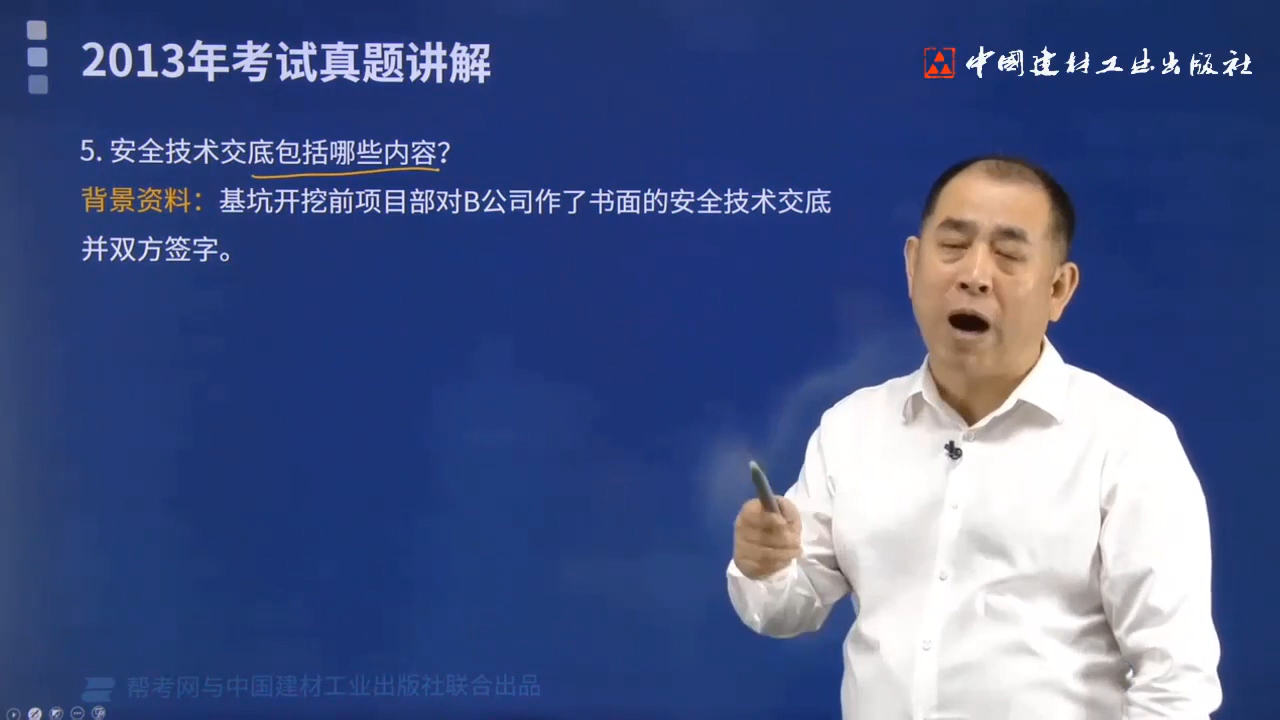 2013年考试真题讲解
中国建材工业出版社
5. 安全技术交底包括哪些内容？
背景资料：基坑开挖前项目部对B公司作了书面的安全技术交底
并双方签字。
帮考网与中国建材工业出版社联合出品